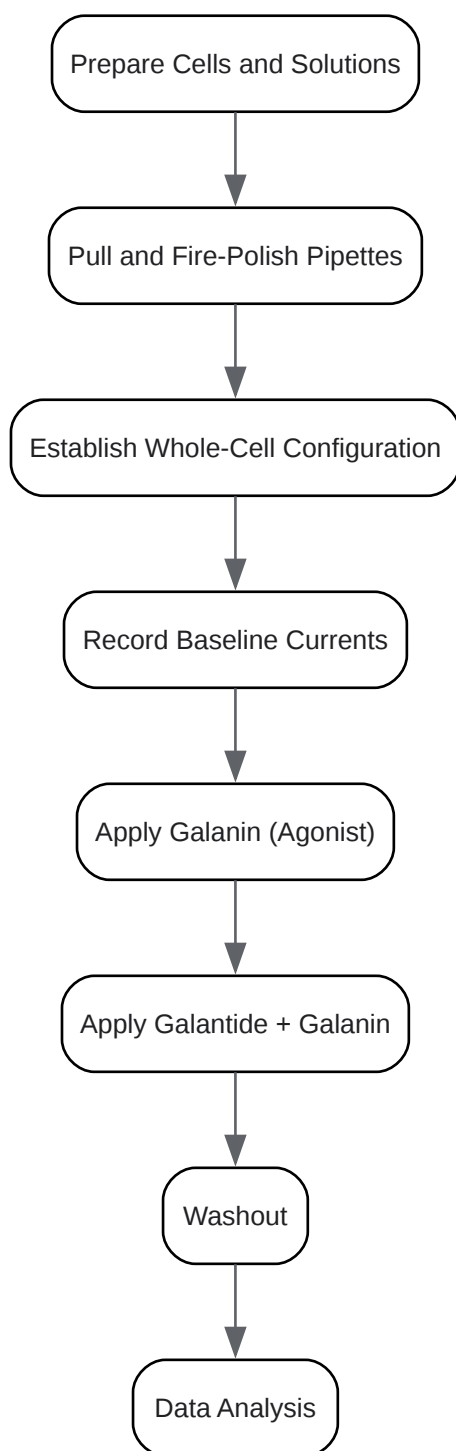 Prepare Cells and Solutions
Pull and Fire-Polish Pipettes
Establish Whole-Cell Configuration
Record Baseline Currents
Apply Galanin (Agonist)
Apply Galantide + Galanin
Washout
Data Analysis